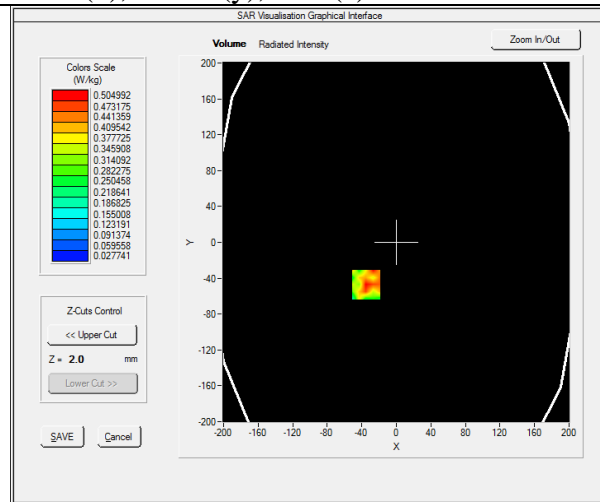 SAR Visualisation Graphical Interface
Volume Radiated Intensity
Zoom In/Out
Colors Scale
(W/kg)
0.504992
0.473175
0.441359
0.409542
0.377725
0.345908
0.314092
0.282275
0.250458
0.218641
0.186825
0.155008
0.123191
0.091374
0.059558
0.027741
Z-Cuts Control
<< Upper Cut
Z = 2.0 mm
Lower Cut >>
SAVE Cancel
200
160
120
80
40
Y 0
-40
-80
-120
-160
-200
-200 -160 -120 -80 -40 0 40 80 120 160 200
X